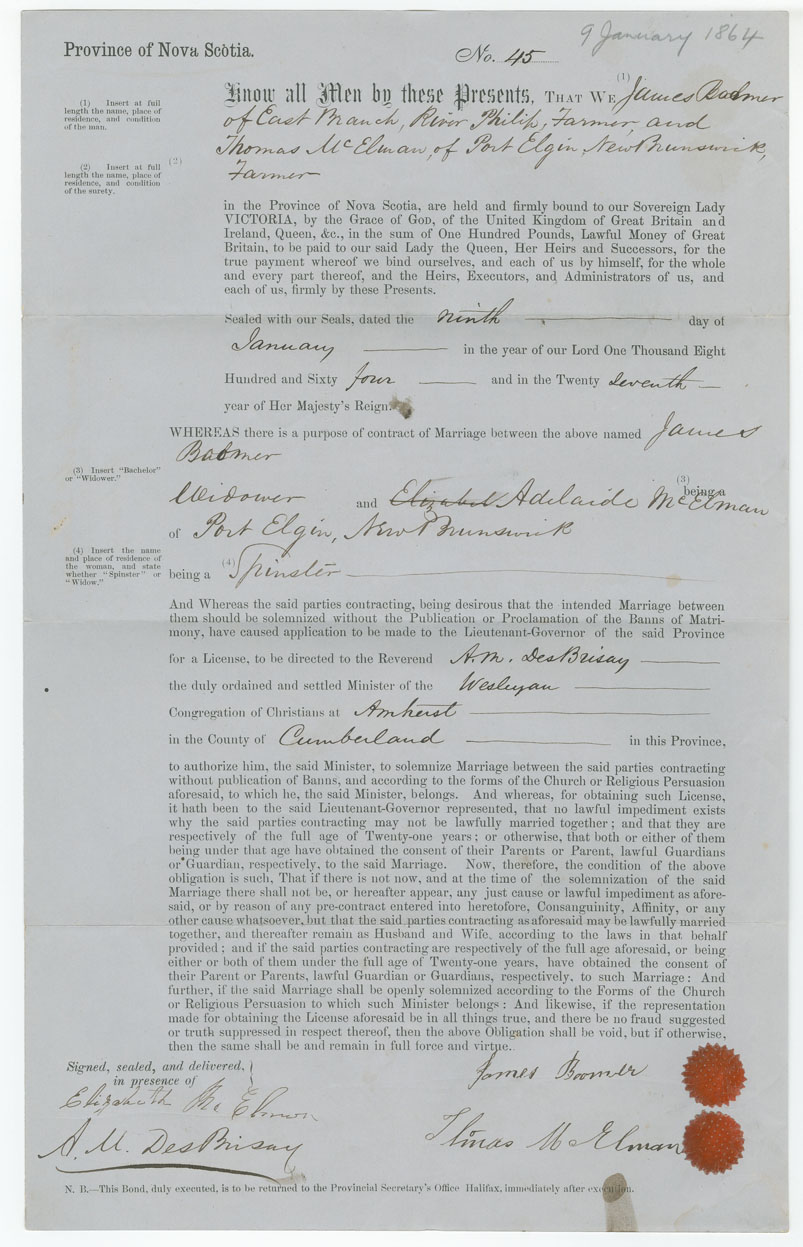 9 January 1864
Province of Nova Scotia.
No. 45
(1) Insert at full
length the name, place of
residence, and condition
of the man.
Know all Men by these Presents, THAT WE (1) James
of East Branch, River Philip, Farmer, and
Thomas McElman, of Port Elgin, New Brunswick,
(2) Insert at full
length the name, place of
residence, and condition
of the surety.
(2)
Farmer
in the Province of Nova Scotia, are held and firmly bound to our Sovereign Lady
VICTORIA, by the Grace of GOD, of the United Kingdom of Great Britain and
Ireland, Queen, &c., in the sum of One Hundred Pounds, Lawful Money of Great
Britain, to be paid to our said Lady the Queen, Her Heirs and Successors, for the
true payment whereof we bind ourselves, and each of us by himself, for the whole
and every part thereof, and the Heirs, Executors, and Administrators of us, and
each of us, firmly by these Presents.
Sealed with our Seals, dated the ninth day of
January in the year of our Lord One Thousand Eight
Hundred and Sixty four and in the Twenty seventh
year of Her Majesty's Reign.
WHEREAS there is a purpose of contract of Marriage between the above named James
(3) Insert "Bachelor"
or "Widower."
(3)
being a
Widower and Elizabet Adelaide McElman
of Port Elgin, New Brunswick
(4) Insert the name
and place of residence of
the woman, and state
whether "Spinster" or
"Widow."
being a (4) Spinster
And Whereas the said parties contracting, being desirous that the intended Marriage between
them should be solemnized without the Publication or Proclamation of the Banns of Matri-
mony, have caused application to be made to the Lieutenant-Governor of the said Province
for a License, to be directed to the Reverend A. M. DesBrisay
the duly ordained and settled Minister of the Wesleyan
Congregation of Christians at Amherst
in the County of Cumberland in this Province,
to authorize him, the said Minister, to solemnize Marriage between the said parties contracting
without publication of Banns, and according to the forms of the Church or Religious Persuasion
aforesaid, to which he, the said Minister, belongs. And whereas, for obtaining such License,
it hath been to the said Lieutenant-Governor represented, that no lawful impediment exists
why the said parties contracting may not be lawfully married together; and that they are
respectively of the full age of Twenty-one years; or otherwise, that both or either of them
being under that age have obtained the consent of their Parents or Parent, lawful Guardians
or Guardian, respectively, to the said Marriage. Now, therefore, the condition of the above
obligation is such, That if there is not now, and at the time of the solemnization of the said
Marriage there shall not be, or hereafter appear, any just cause or lawful impediment as afore-
said, or by reason of any pre-contract entered into heretofore, Consanguinity, Affinity, or any
other cause whatsoever, but that the said parties contracting as aforesaid may be lawfully married
together, and thereafter remain as Husband and Wife, according to the laws in that behalf
provided; and if the said parties contracting are respectively of the full age aforesaid, or being
either or both of them under the full age of Twenty-one Years, have obtained the consent of
their Parent or Parents, lawful Guardian or Guardians, respectively, to such Marriage: And
further, if the said Marriage shall be openly solemnized according to the Forms of the Church
or Religious Persuasion to which such Minister belongs: And likewise, if the representation
made for obtaining the License aforesaid be in all things true, and there be no fraud suggested
or truth suppressed in respect thereof, then the above Obligation shall be void, but if otherwise,
then the same shall be and remain in full force and virtue.
Signed, sealed, and delivered,
in presence of
James Boomer
Elizabeth McElmon
A. M. DesBrisay
Thmas McElman
N. B.—This Bond, duly executed, is to be returned to the Provincial Secretary's Office Halifax, immediately after execution.